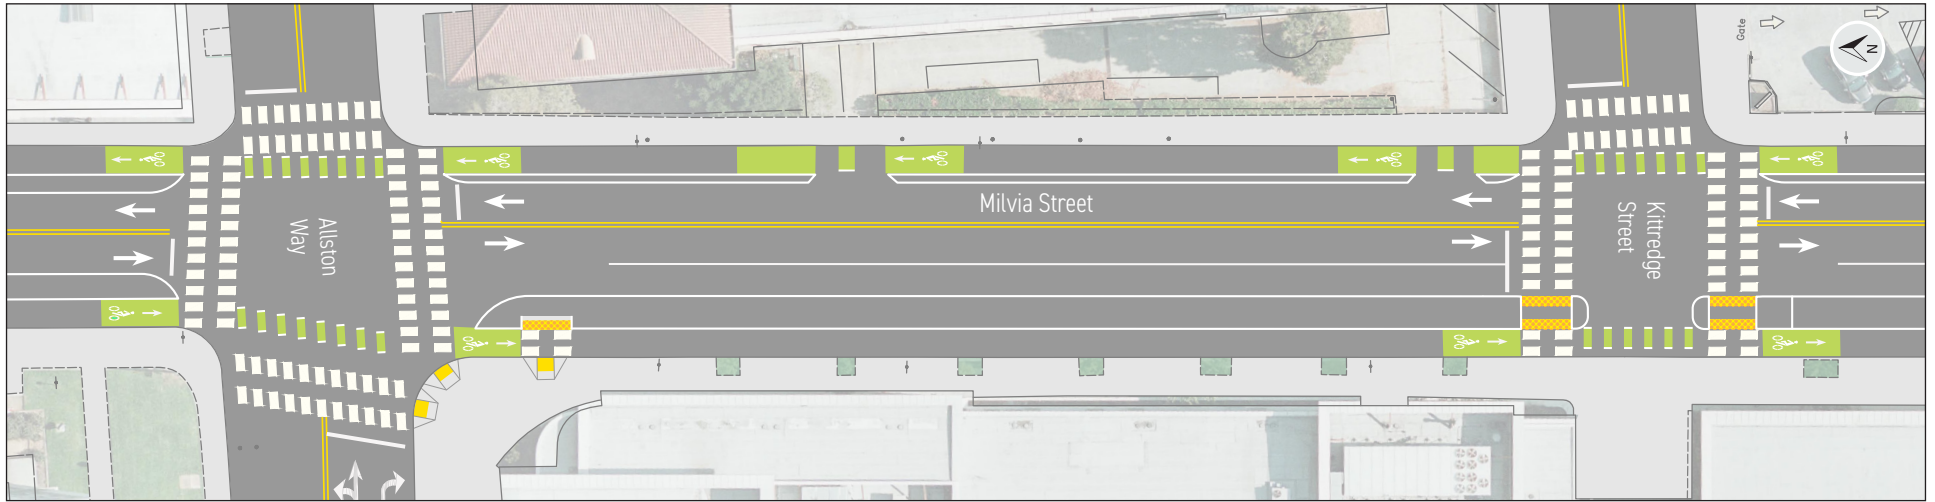 Gate
N
Milvia Street
Allston
Way
Kittredge
Street